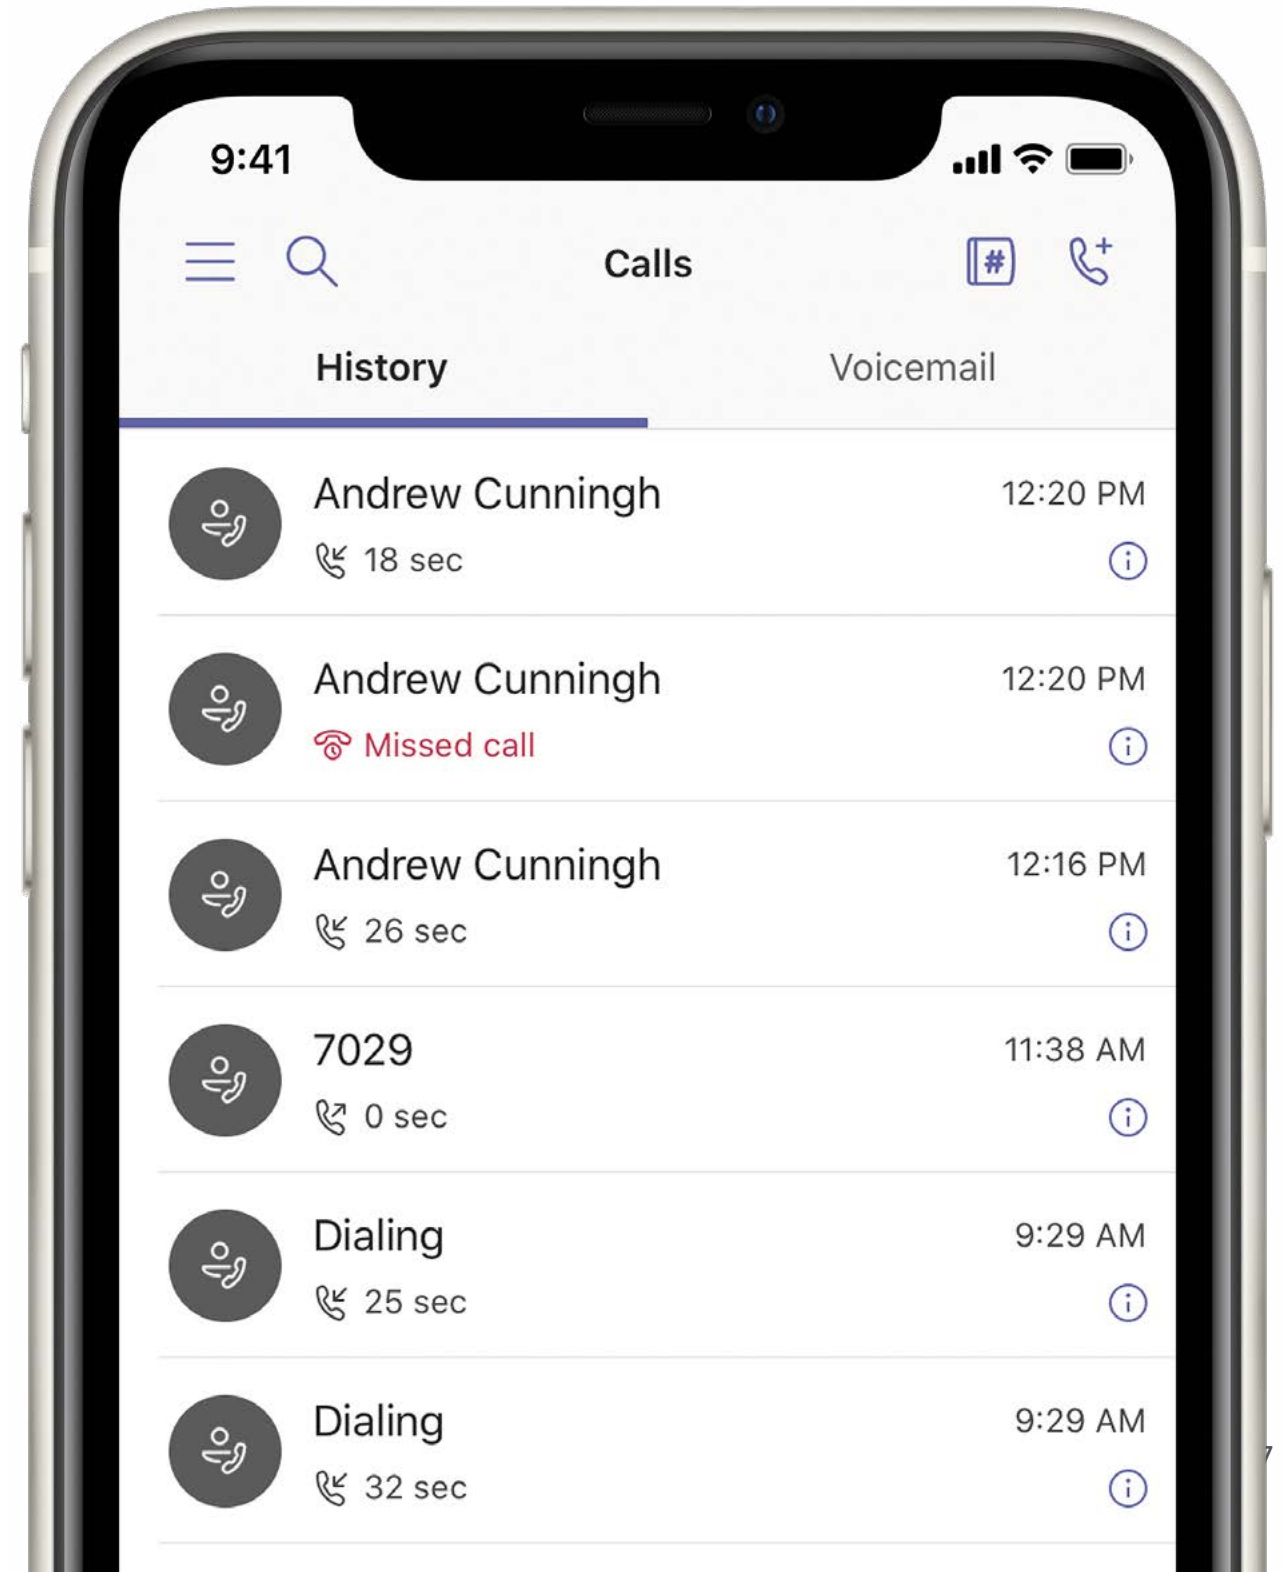 9:41
Calls
#
History Voicemail
Andrew Cunningh 12:20 PM
18 sec
Andrew Cunningh 12:20 PM
Missed call
Andrew Cunningh 12:16 PM
26 sec
7029 11:38 AM
0 sec
Dialing 9:29 AM
25 sec
Dialing 9:29 AM
7
32 sec